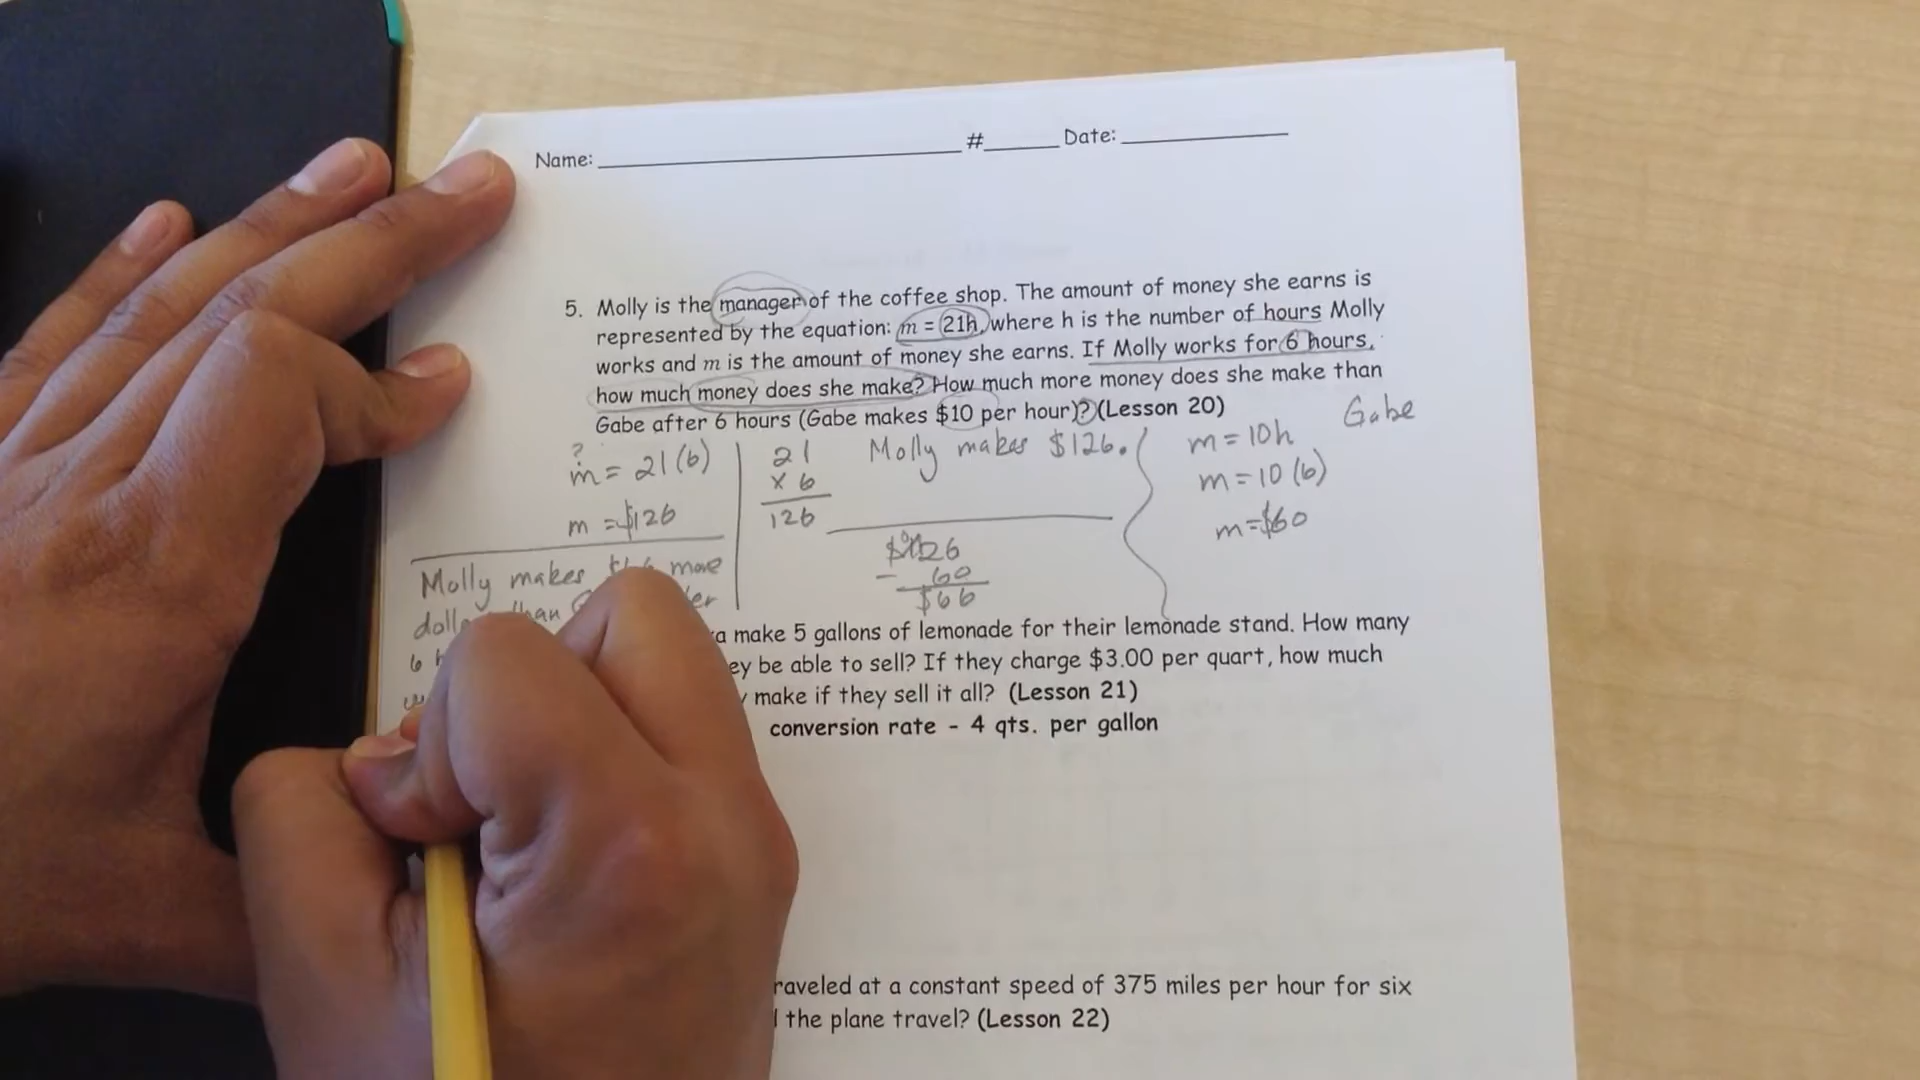 Name: # Date:
5. Molly is the manager of the coffee shop. The amount of money she earns is
represented by the equation: m = 21h, where h is the number of hours Molly
works and m is the amount of money she earns. If Molly works for 6 hours,
how much money does she make? How much more money does she make than
Gabe after 6 hours (Gabe makes $10 per hour)? (Lesson 20)
?
m = 21(6)
m = $126
21
x 6
126
Molly makes $126.
Gabe
m = 10h
m = 10(6)
m = $60
$126
- 60
$66
Molly makes more
than
6
make 5 gallons of lemonade for their lemonade stand. How many
be able to sell? If they charge $3.00 per quart, how much
make if they sell it all? (Lesson 21)
conversion rate - 4 qts. per gallon
at a constant speed of 375 miles per hour for six
the plane travel? (Lesson 22)